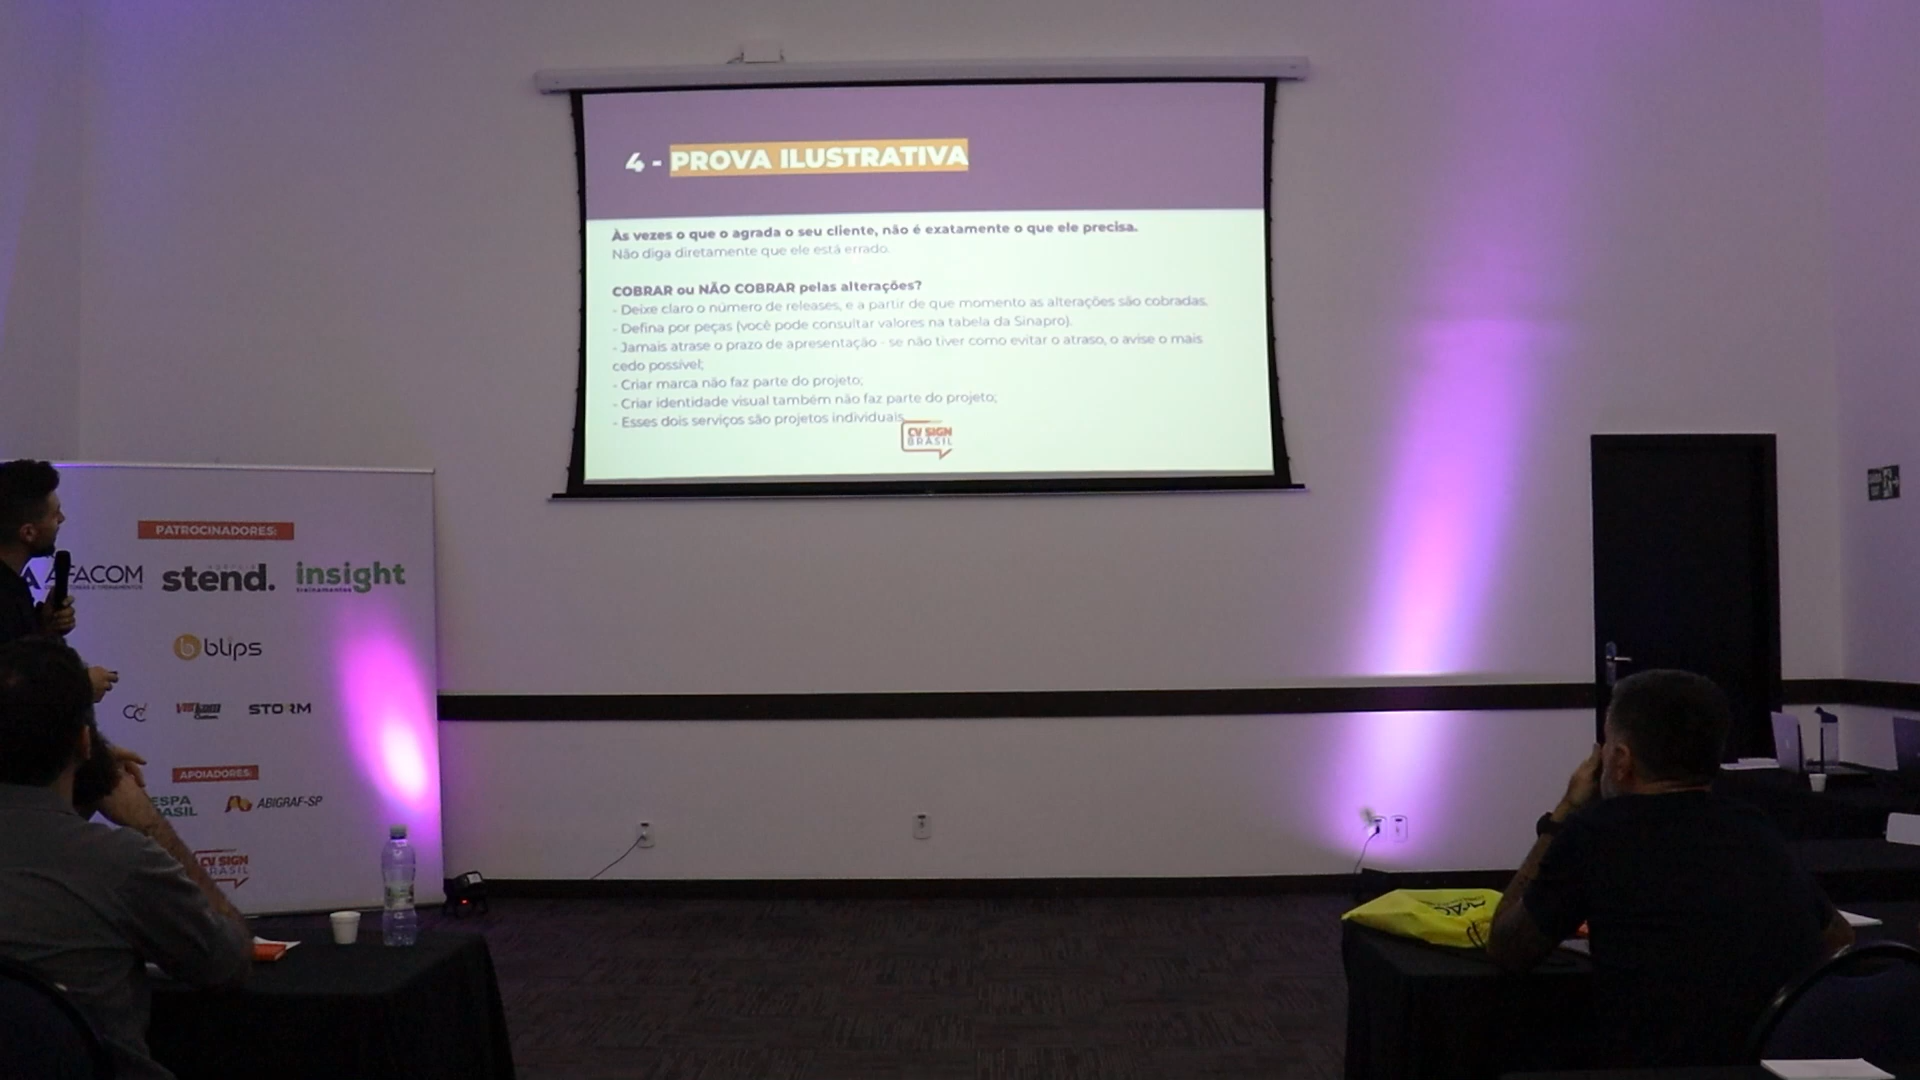 4 - PROVA ILUSTRATIVA
Às vezes o que o agrada o seu cliente, não é exatamente o que ele precisa.
Não diga diretamente que ele está errado.
COBRAR ou NÃO COBRAR pelas alterações?
- Deixe claro o número de releases, e a partir de que momento as alterações são cobradas.
- Defina por peças (você pode consultar valores na tabela da Sinapro).
- Jamais atrase o prazo de apresentação - se não tiver como evitar o atraso, o avise o mais
cedo possível;
- Criar marca não faz parte do projeto;
- Criar identidade visual também não faz parte do projeto;
- Esses dois serviços são projetos individuais
CV SIGN
BRASIL
PATROCINADORES:
AFACOM
stend.
insight
treinamentos
blips
STORM
APOIADORES:
ESPA
ASIL
ABIGRAF-SP
CV SIGN
RASIL